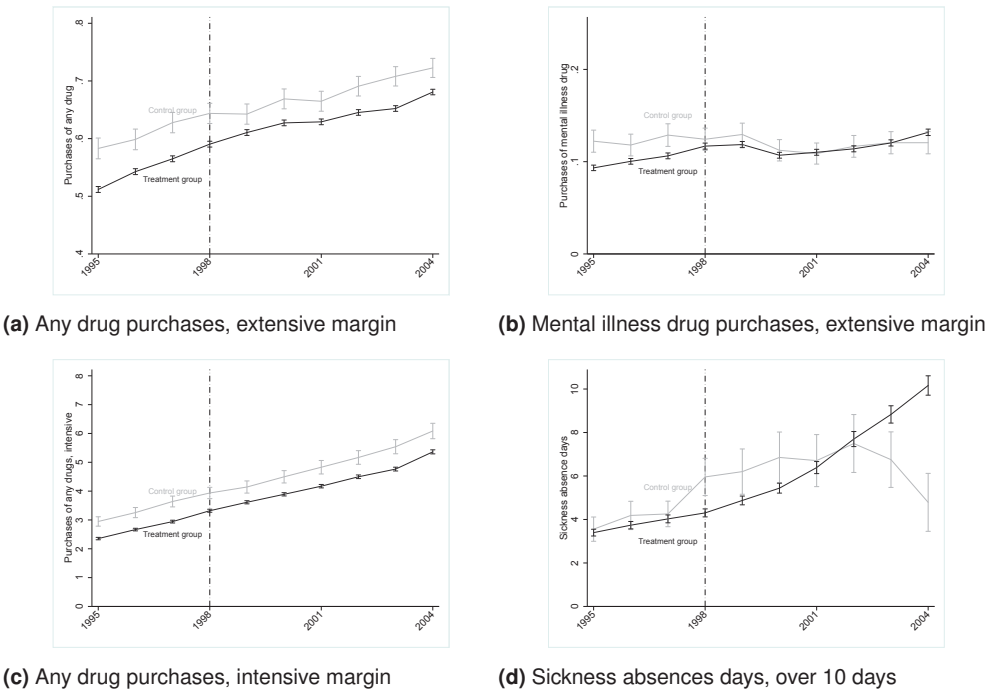 Purchases of any drug
.8
.7
.6
.5
.4
Control group
Treatment group
1995
1998
2001
2004
(a) Any drug purchases, extensive margin
Purchases of mental illness drug
.2
.1
0
Control group
Treatment group
1995
1998
2001
2004
(b) Mental illness drug purchases, extensive margin
Purchases of any drugs, intensive
8
7
6
5
4
3
2
1
0
Control group
Treatment group
1995
1998
2001
2004
(c) Any drug purchases, intensive margin
Sickness absence days
10
8
6
4
2
0
Control group
Treatment group
1995
1998
2001
2004
(d) Sickness absences days, over 10 days